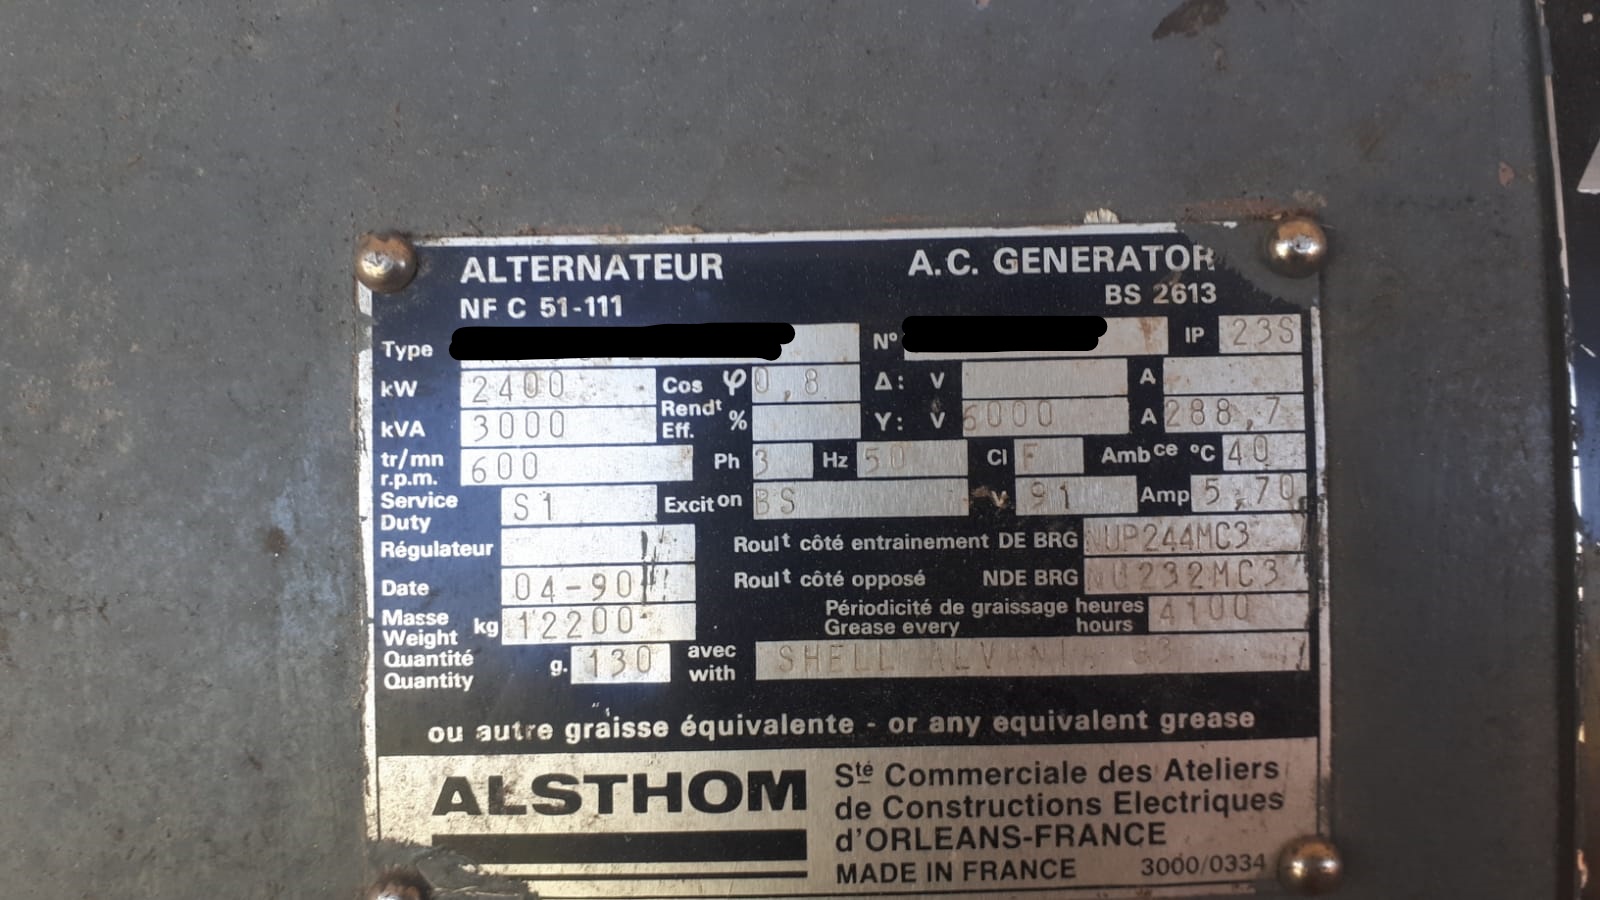 ALTERNATEUR A.C. GENERATOR
NF C 51-111 BS 2613
Type N° IP 23S
kW 2400 Cos φ 0,8 Δ: V A
kVA 3000 Rendt Eff. % Y: V 6000 A 288,7
tr/mn r.p.m. 600 Ph 3 Hz 50 Cl F Ambce °C 40
Service Duty S1 Exciton BS V 91 Amp 5,70
Régulateur Roult côté entrainement DE BRG NUP244MC3
Date 04-90 Roult côté opposé NDE BRG NU232MC3
Masse Weight kg 12200 Périodicité de graissage heures 4100
Grease every hours
Quantité Quantity g. 130 avec with SHELL ALVANIA G3
ou autre graisse équivalente - or any equivalent grease
ALSTHOM
Sté Commerciale des Ateliers
de Constructions Electriques
d'ORLEANS-FRANCE
MADE IN FRANCE 3000/0334